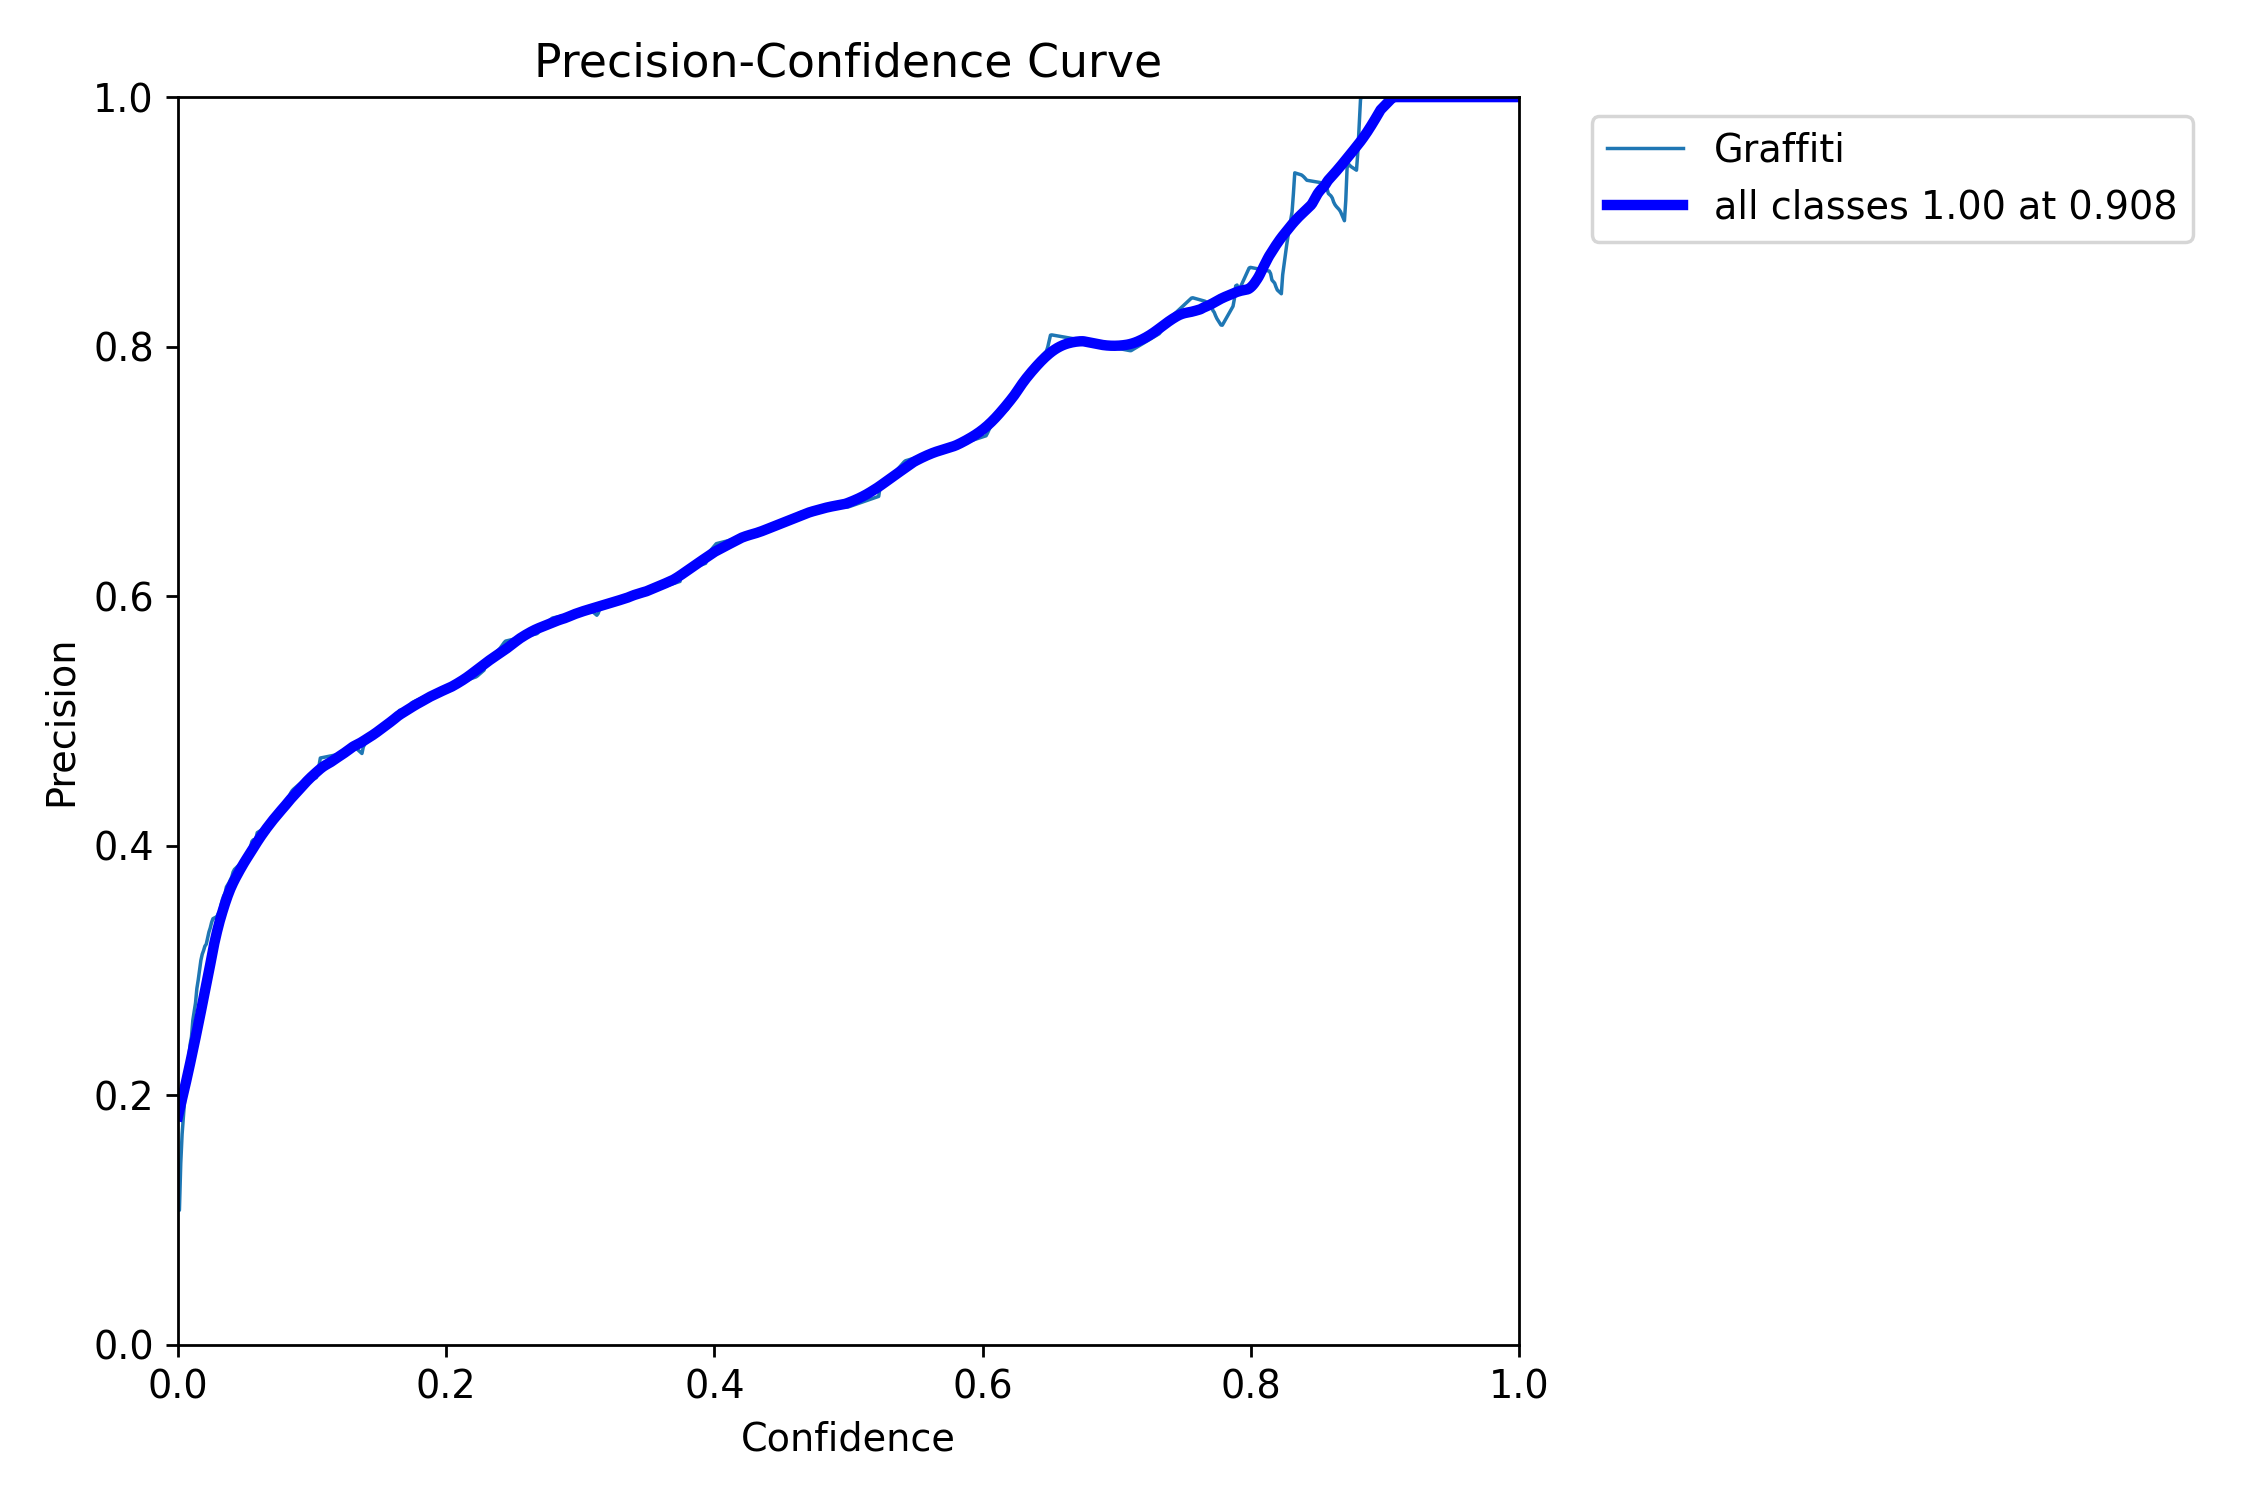 Precision-Confidence Curve
1.0
0.8
0.6
0.4
0.2
0.0
Precision
0.0 0.2 0.4 0.6 0.8 1.0
Confidence
Graffiti
all classes 1.00 at 0.908